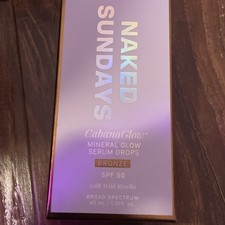 NAKED
SUNDAYS
CabanaGlow
MINERAL GLOW
SERUM DROPS
BRONZE
SPF 50
BROAD SPECTRUM